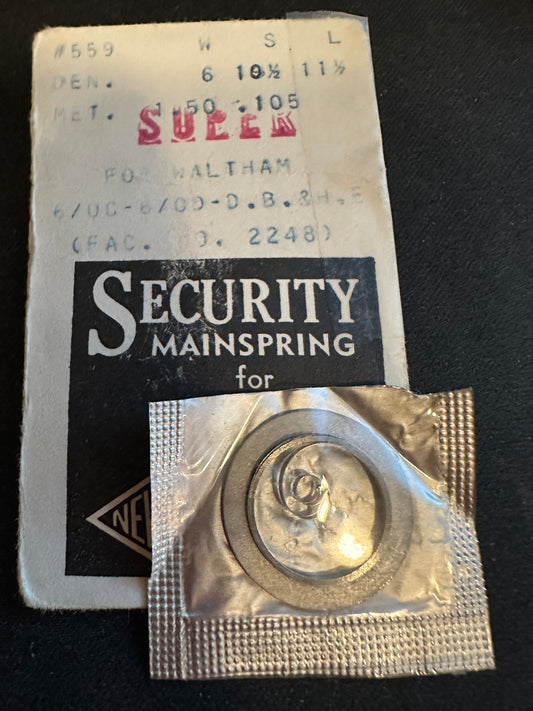 #559 W S L
DEN. 6 10½ 11½
MET. 1.50 .105
SUPER
FOR WALTHAM
6/0C-6/0D-D.B.&H.E
(FAC. O. 2248)
SECURITY
MAINSPRING
for
NEW